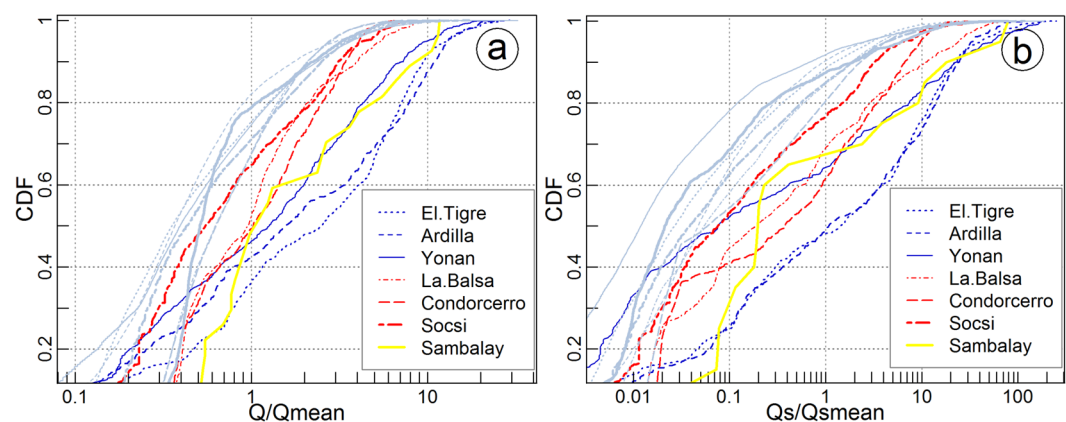 a
CDF
1
0.8
0.6
0.4
0.2
El.Tigre
Ardilla
Yonan
La.Balsa
Condorcerro
Socsi
Sambalay
0.1
1
10
Q/Qmean
b
CDF
1
0.8
0.6
0.4
0.2
El.Tigre
Ardilla
Yonan
La.Balsa
Condorcerro
Socsi
Sambalay
0.01
0.1
1
10
100
Qs/Qsmean